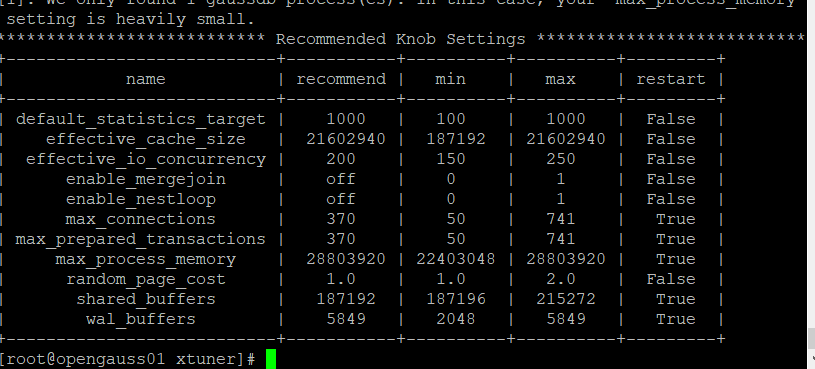 [1]. We only found 1 gaussdb process(es). In this case, your 'max_process_memory
setting is heavily small.
*************************** Recommended Knob Settings ***************************
+---------------------------+-----------+----------+----------+---------+
| name | recommend | min | max | restart |
+---------------------------+-----------+----------+----------+---------+
| default_statistics_target | 1000 | 100 | 1000 | False |
| effective_cache_size | 21602940 | 187192 | 21602940 | False |
| effective_io_concurrency | 200 | 150 | 250 | False |
| enable_mergejoin | off | 0 | 1 | False |
| enable_nestloop | off | 0 | 1 | False |
| max_connections | 370 | 50 | 741 | True |
| max_prepared_transactions | 370 | 50 | 741 | True |
| max_process_memory | 28803920 | 22403048 | 28803920 | True |
| random_page_cost | 1.0 | 1.0 | 2.0 | False |
| shared_buffers | 187192 | 187196 | 215272 | True |
| wal_buffers | 5849 | 2048 | 5849 | True |
+---------------------------+-----------+----------+----------+---------+
[root@opengauss01 xtuner]#